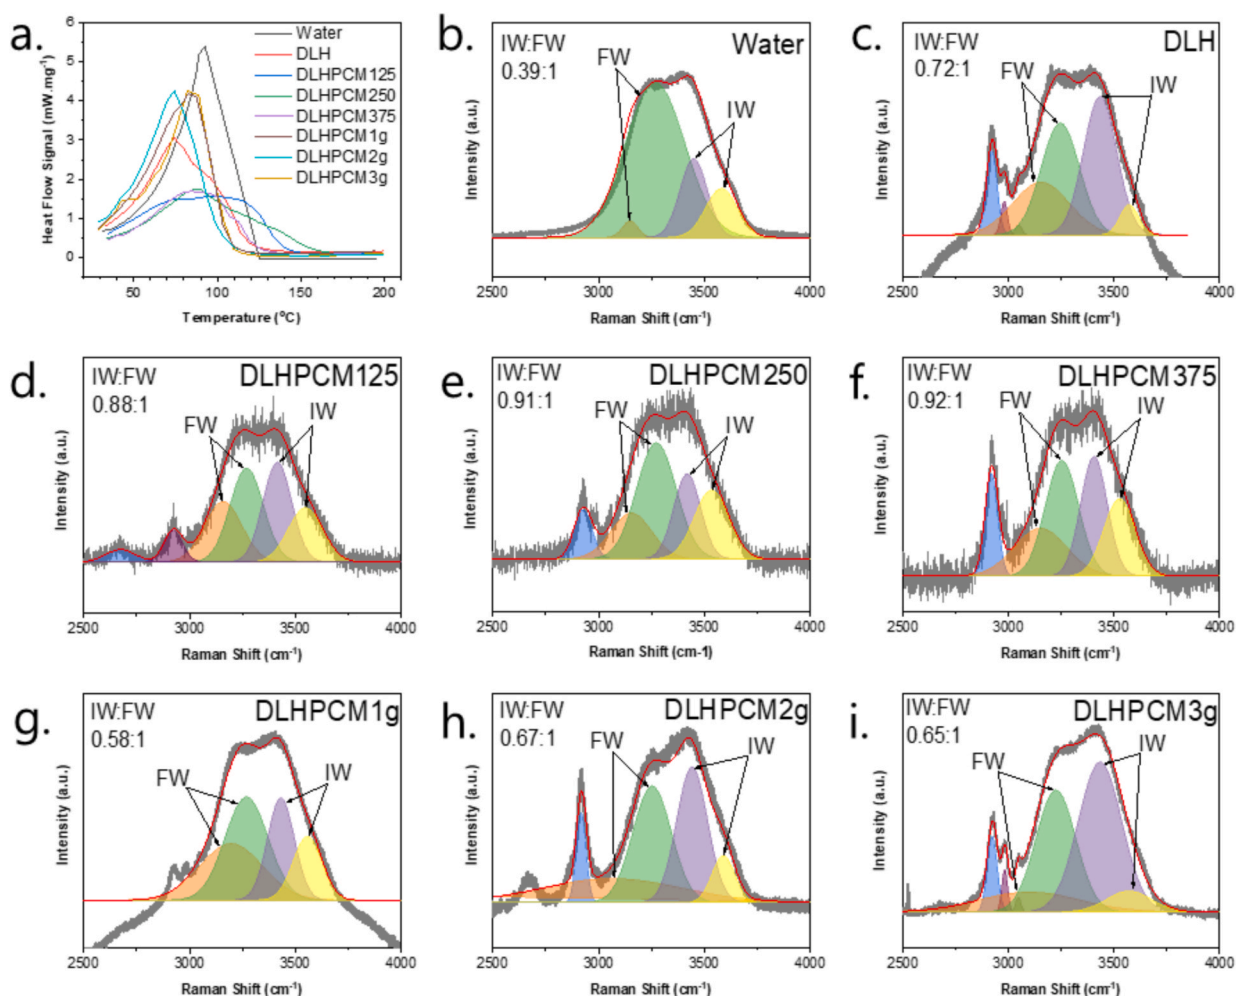 a.
Heat Flow Signal (mW.mg⁻¹)
6
5
4
3
2
1
0
50
100
150
200
Temperature (⁰C)
Water
DLH
DLHPCM125
DLHPCM250
DLHPCM375
DLHPCM1g
DLHPCM2g
DLHPCM3g
b.
IW:FW
0.39:1
Water
FW
IW
Intensity (a.u.)
2500
3000
3500
4000
Raman Shift (cm⁻¹)
c.
IW:FW
0.72:1
DLH
FW
IW
Intensity (a.u.)
2500
3000
3500
4000
Raman Shift (cm⁻¹)
d.
IW:FW
0.88:1
DLHPCM125
FW
IW
Intensity (a.u.)
2500
3000
3500
4000
Raman Shift (cm⁻¹)
e.
IW:FW
0.91:1
DLHPCM250
FW
IW
Intensity (a.u.)
2500
3000
3500
4000
Raman Shift (cm-1)
f.
IW:FW
0.92:1
DLHPCM375
FW
IW
Intensity (a.u.)
2500
3000
3500
4000
Raman Shift (cm⁻¹)
g.
IW:FW
0.58:1
DLHPCM1g
FW
IW
Intensity (a.u.)
2500
3000
3500
4000
Raman Shift (cm⁻¹)
h.
IW:FW
0.67:1
DLHPCM2g
FW
IW
Intensity (a.u.)
2500
3000
3500
4000
Raman Shift (cm⁻¹)
i.
IW:FW
0.65:1
DLHPCM3g
FW
IW
Intensity (a.u.)
2500
3000
3500
4000
Raman Shift (cm⁻¹)